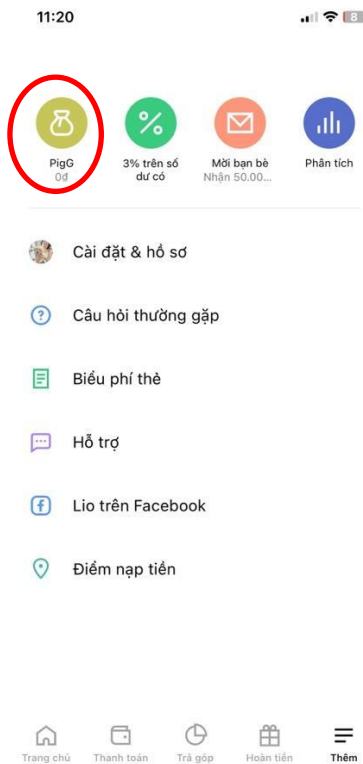 11:20
8
PigG
0₫
3% trên số
dư có
Mời bạn bè
Nhận 50.00...
Phân tích
Cài đặt & hồ sơ
Câu hỏi thường gặp
Biểu phí thẻ
Hỗ trợ
Lio trên Facebook
Điểm nạp tiền
Trang chủ
Thanh toán
Trả góp
Hoàn tiền
Thêm